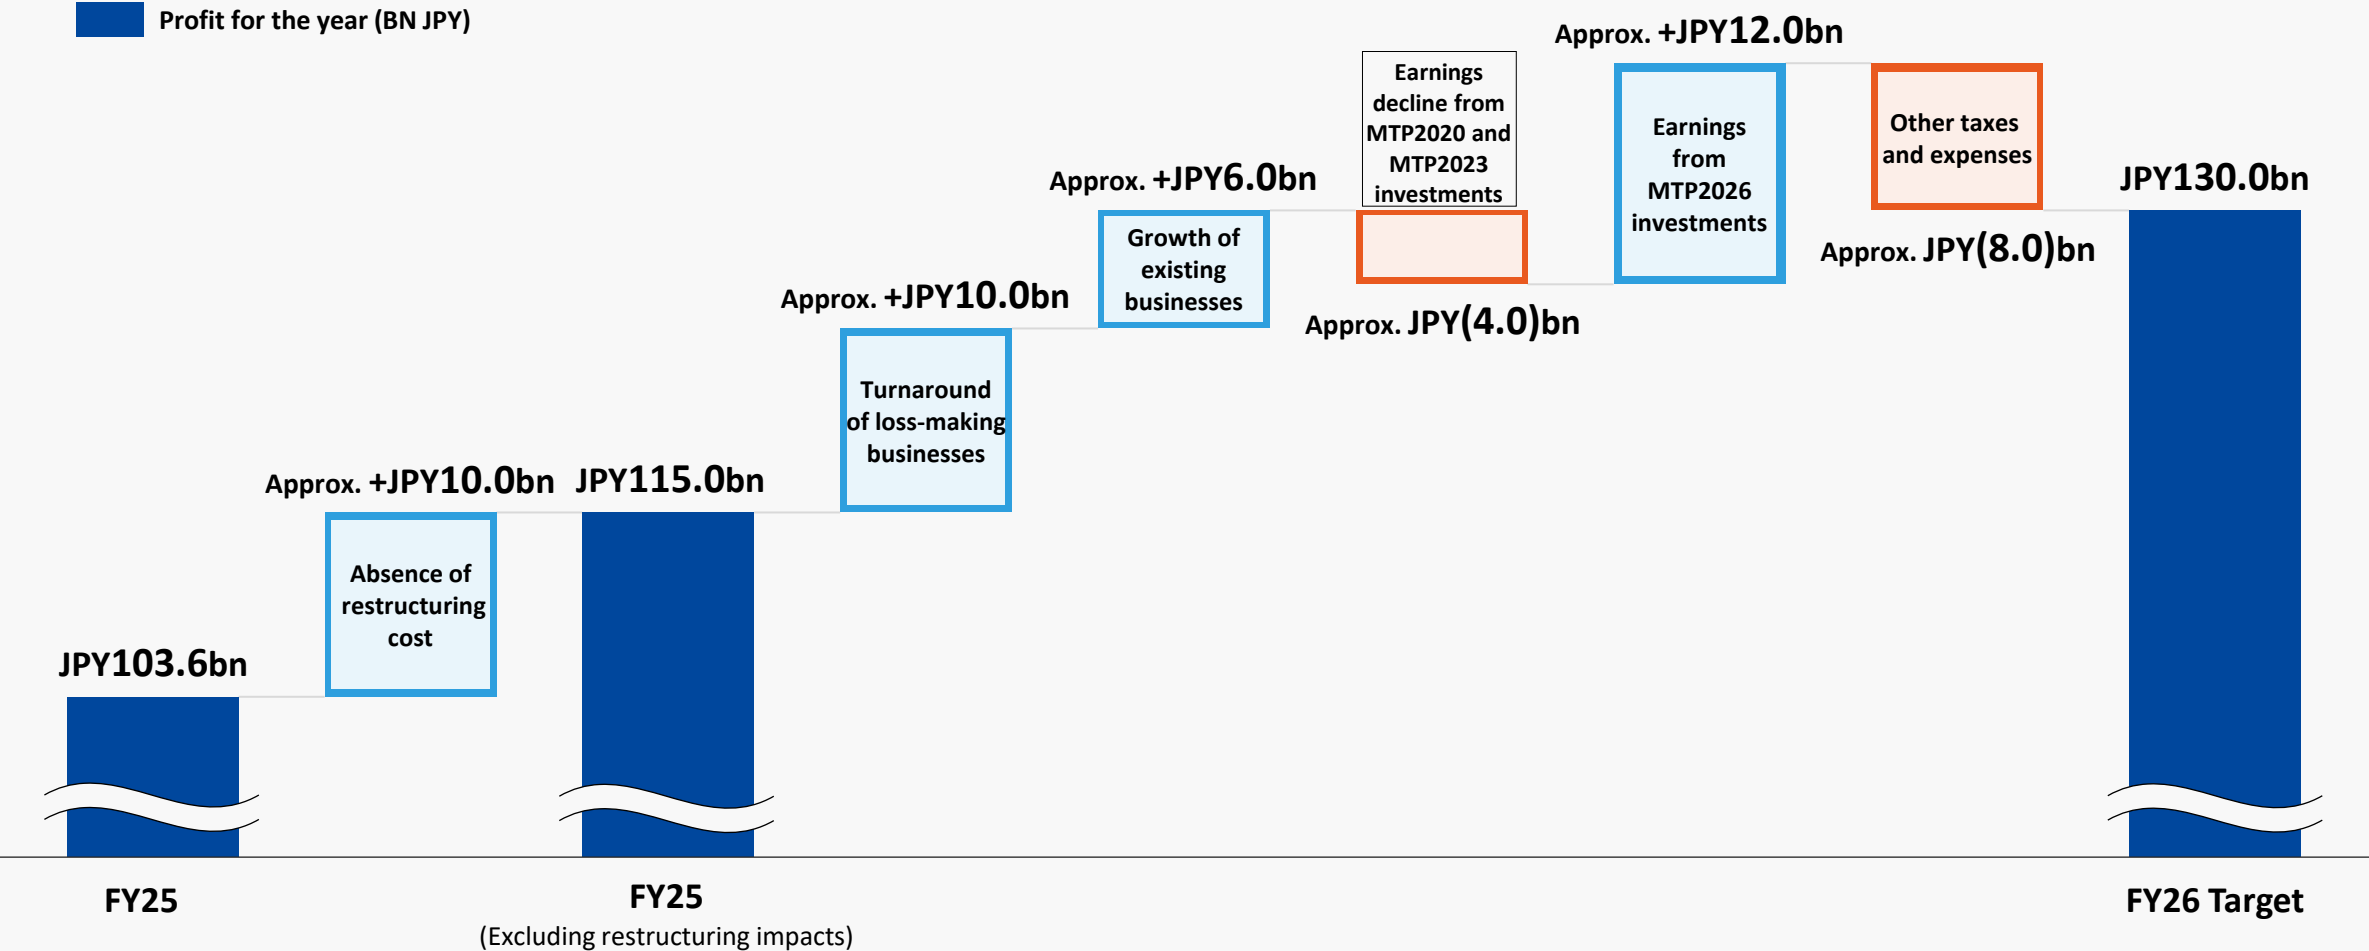 Profit for the year (BN JPY)
JPY103.6bn
Approx. +JPY10.0bn
Absence of
restructuring
cost
JPY115.0bn
Approx. +JPY10.0bn
Turnaround
of loss-making
businesses
Approx. +JPY6.0bn
Growth of
existing
businesses
Earnings
decline from
MTP2020 and
MTP2023
investments
Approx. JPY(4.0)bn
Approx. +JPY12.0bn
Earnings
from
MTP2026
investments
Other taxes
and expenses
Approx. JPY(8.0)bn
JPY130.0bn
FY25
FY25
(Excluding restructuring impacts)
FY26 Target